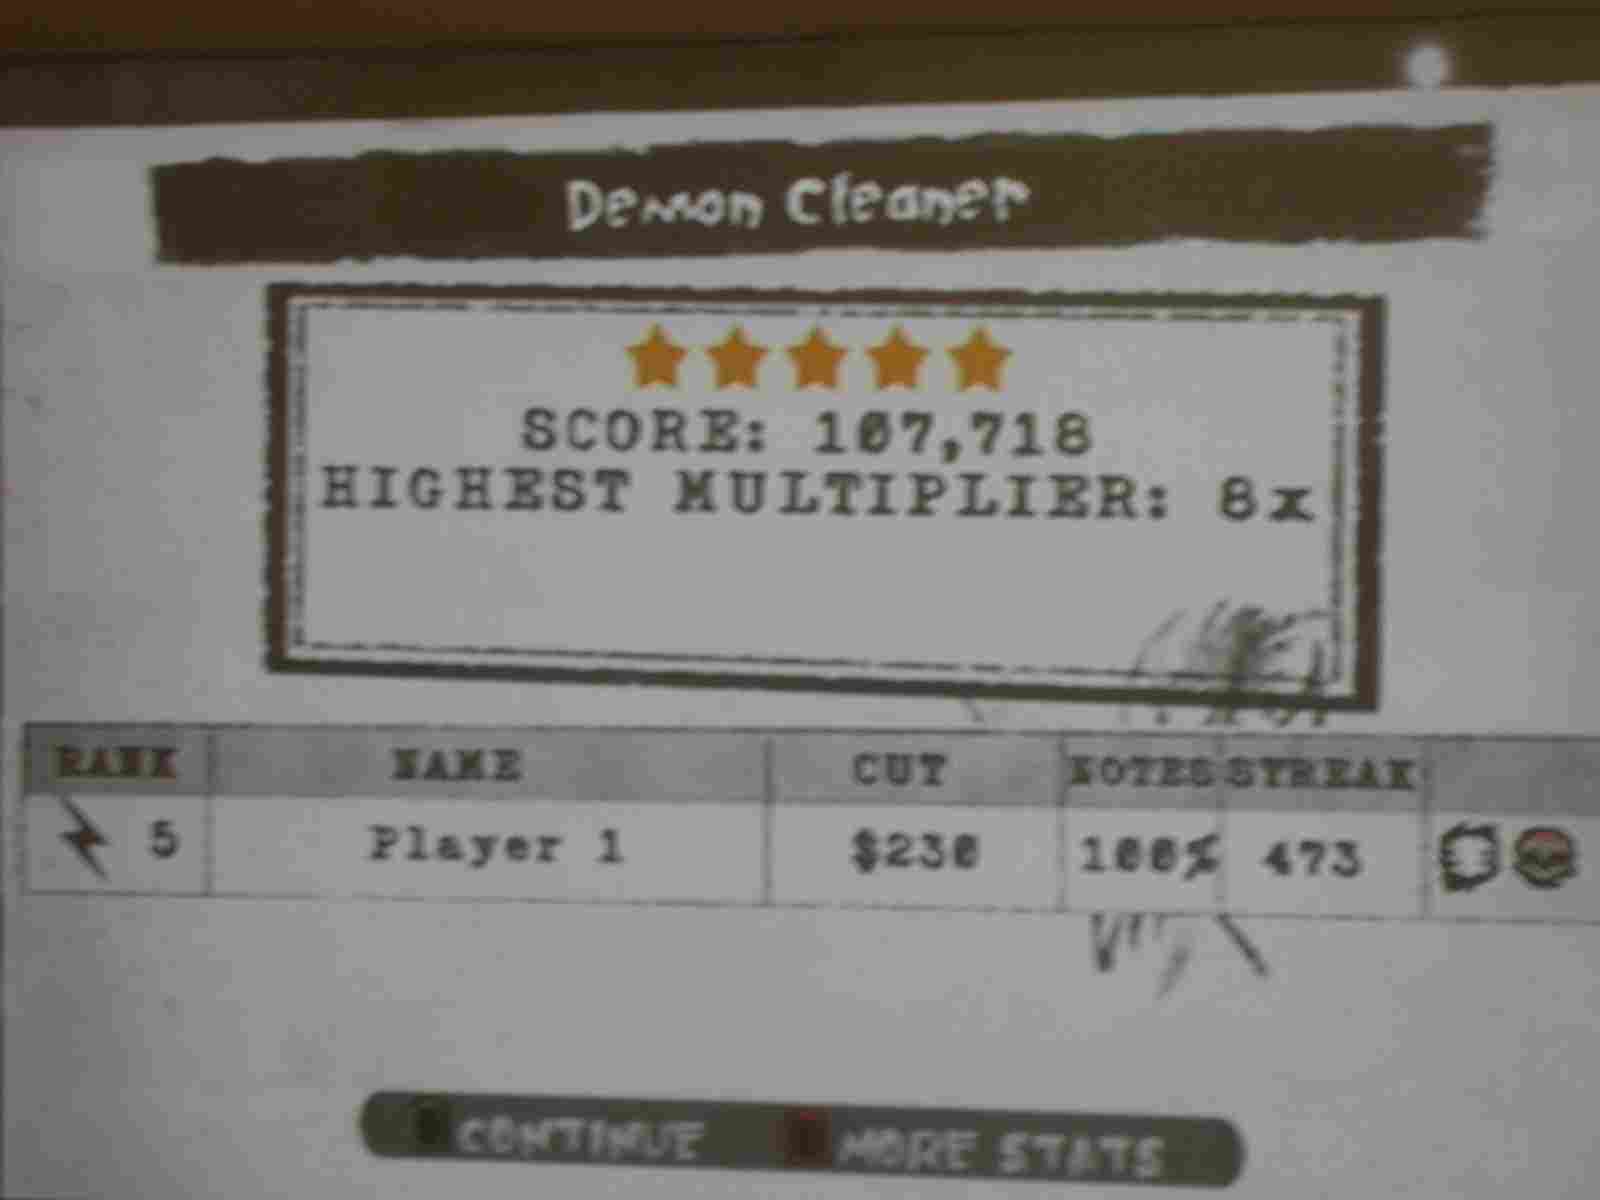 Demon Cleaner
SCORE: 107,718
HIGHEST MULTIPLIER: 8x
RANK NAME CUT NOTES STREAK
5 Player 1 $230 100% 473
CONTINUE MORE STATS